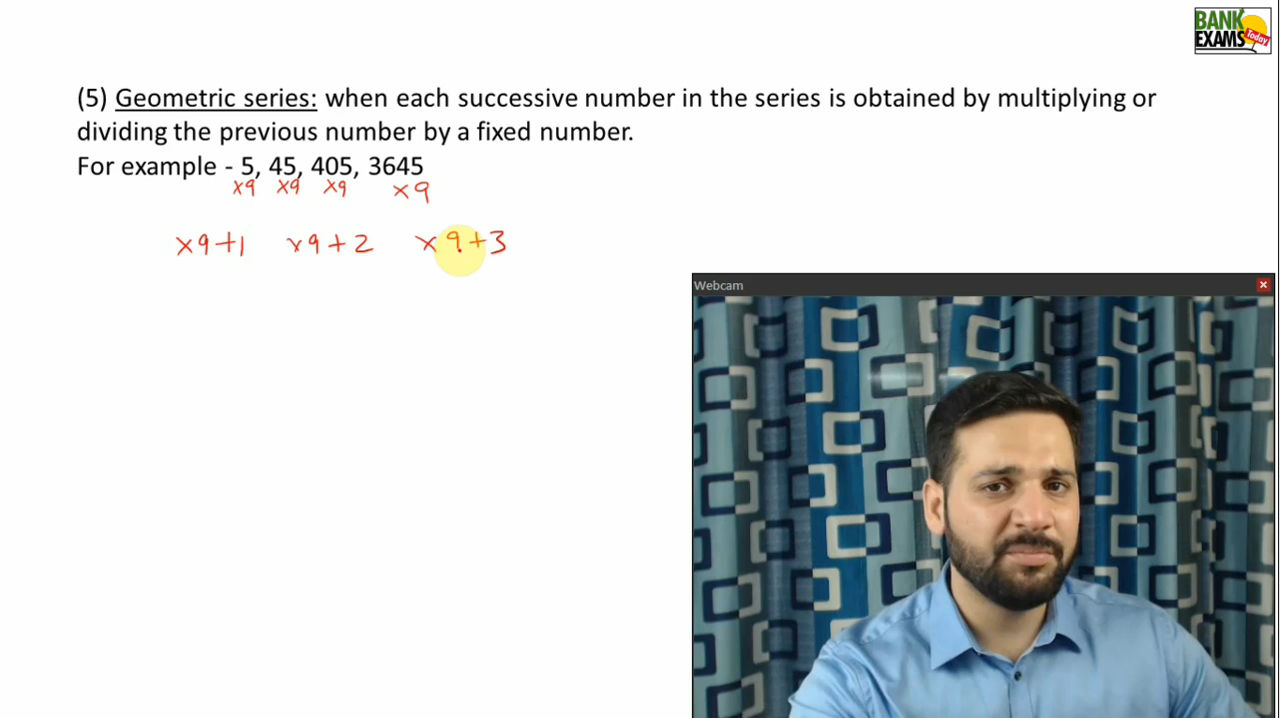 BANK
EXAMS Today
(5) Geometric series: when each successive number in the series is obtained by multiplying or
dividing the previous number by a fixed number.
For example - 5, 45, 405, 3645
×9 ×9 ×9 ×9
×9+1 ×9+2 ×9+3
Webcam